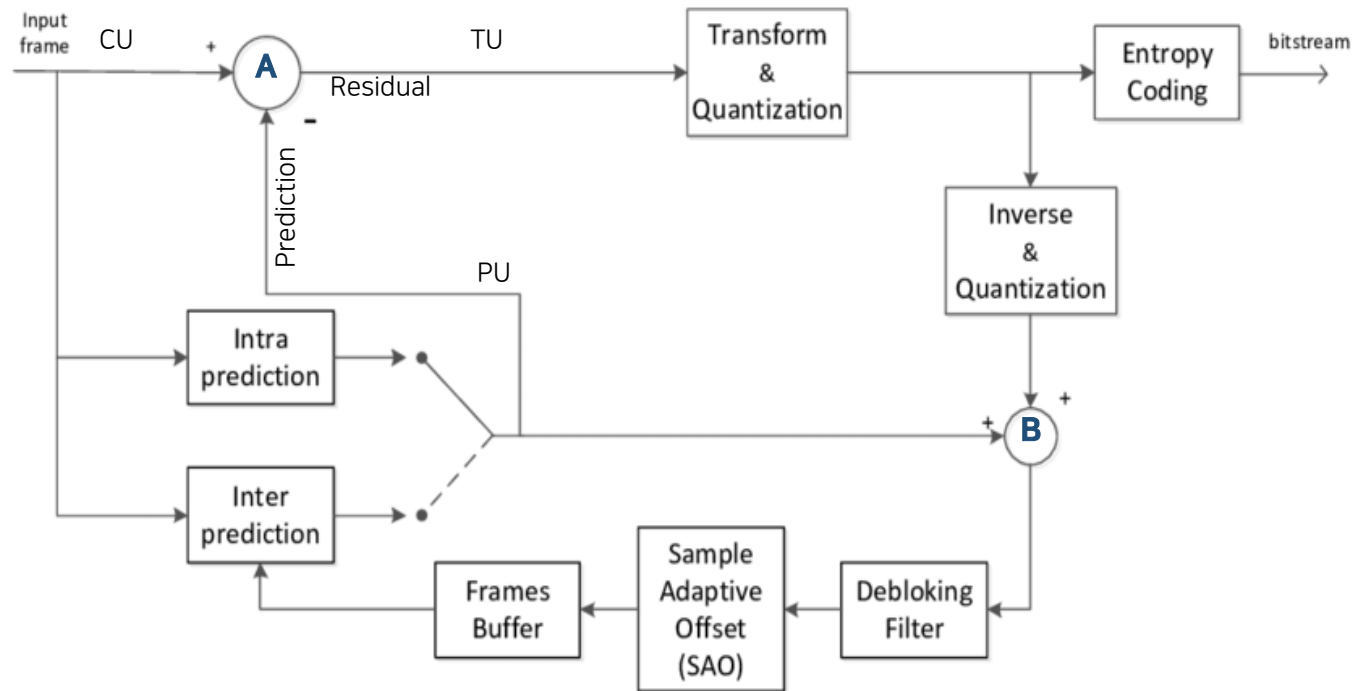 Input
frame
CU
+
A
TU
Residual
-
Transform
&
Quantization
Entropy
Coding
bitstream
Prediction
PU
Inverse
&
Quantization
Intra
prediction
+
+
B
Inter
prediction
Frames
Buffer
Sample
Adaptive
Offset
(SAO)
Debloking
Filter